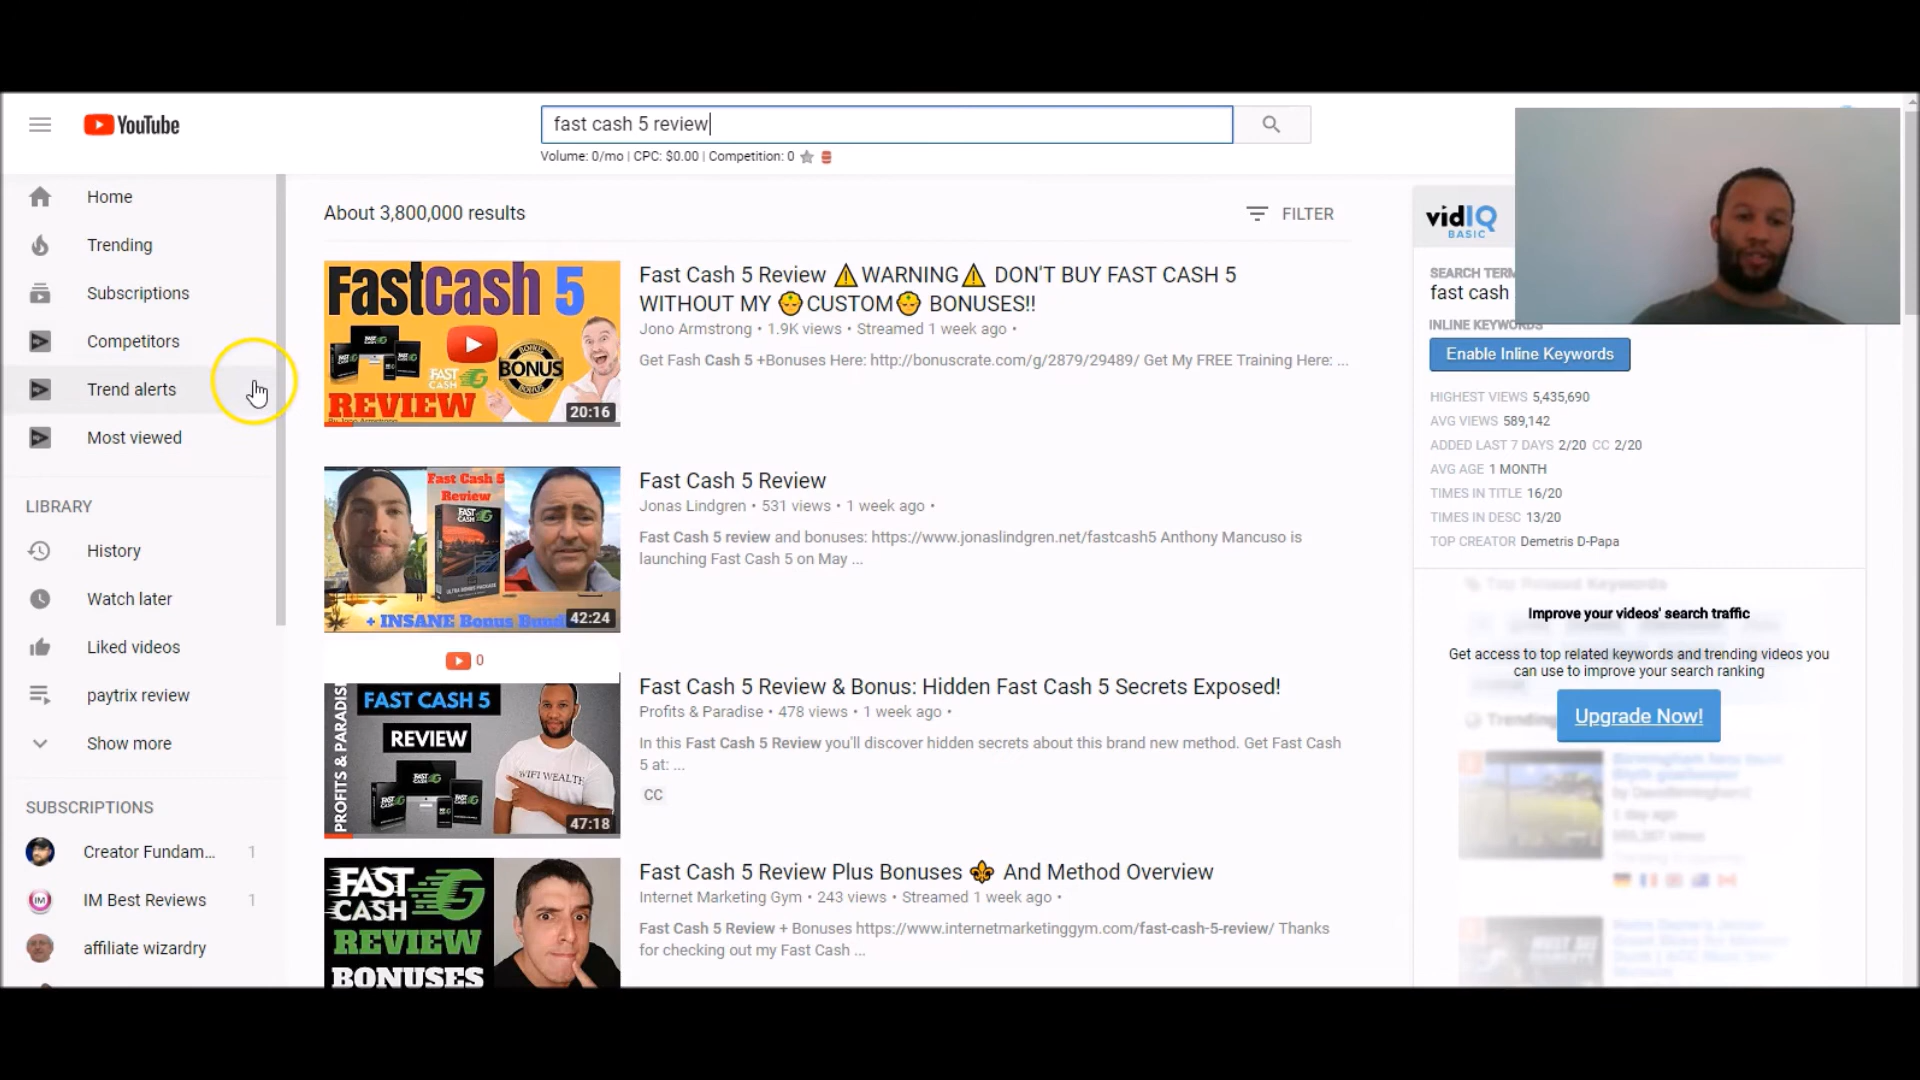 YouTube
fast cash 5 review
Volume: 0/mo | CPC: $0.00 | Competition: 0
Home
Trending
Subscriptions
Competitors
Trend alerts
Most viewed
LIBRARY
History
Watch later
Liked videos
paytrix review
Show more
SUBSCRIPTIONS
Creator Fundam...
1
IM Best Reviews
1
affiliate wizardry
About 3,800,000 results
FILTER
FastCash 5
BONUS
FAST CASH
REVIEW
20:16
Fast Cash 5 Review ⚠WARNING⚠ DON'T BUY FAST CASH 5
WITHOUT MY CUSTOM BONUSES!!
Jono Armstrong • 1.9K views • Streamed 1 week ago •
Get Fash Cash 5 +Bonuses Here: http://bonuscrate.com/g/2879/29489/ Get My FREE Training Here: ...
Fast Cash 5
Review
FAST CASH
+ INSANE Bonus
42:24
0
Fast Cash 5 Review
Jonas Lindgren • 531 views • 1 week ago •
Fast Cash 5 review and bonuses: https://www.jonaslindgren.net/fastcash5 Anthony Mancuso is
launching Fast Cash 5 on May ...
PROFITS & PARADIS
FAST CASH 5
REVIEW
WIFI WEALTH
47:18
Fast Cash 5 Review & Bonus: Hidden Fast Cash 5 Secrets Exposed!
Profits & Paradise • 478 views • 1 week ago •
In this Fast Cash 5 Review you'll discover hidden secrets about this brand new method. Get Fast Cash
5 at: ...
CC
FAST
CASH
REVIEW
BONUSES
Fast Cash 5 Review Plus Bonuses ⚜ And Method Overview
Internet Marketing Gym • 243 views • Streamed 1 week ago •
Fast Cash 5 Review + Bonuses https://www.internetmarketinggym.com/fast-cash-5-review/ Thanks
for checking out my Fast Cash ...
vidIQ
BASIC
SEARCH TERM
fast cash
INLINE KEYWORDS
Enable Inline Keywords
HIGHEST VIEWS 5,435,690
AVG VIEWS 589,142
ADDED LAST 7 DAYS 2/20 CC 2/20
AVG AGE 1 MONTH
TIMES IN TITLE 16/20
TIMES IN DESC 13/20
TOP CREATOR Demetris D-Papa
Top Related Keywords
Improve your videos' search traffic
Get access to top related keywords and trending videos you
can use to improve your search ranking
Upgrade Now!
Trending